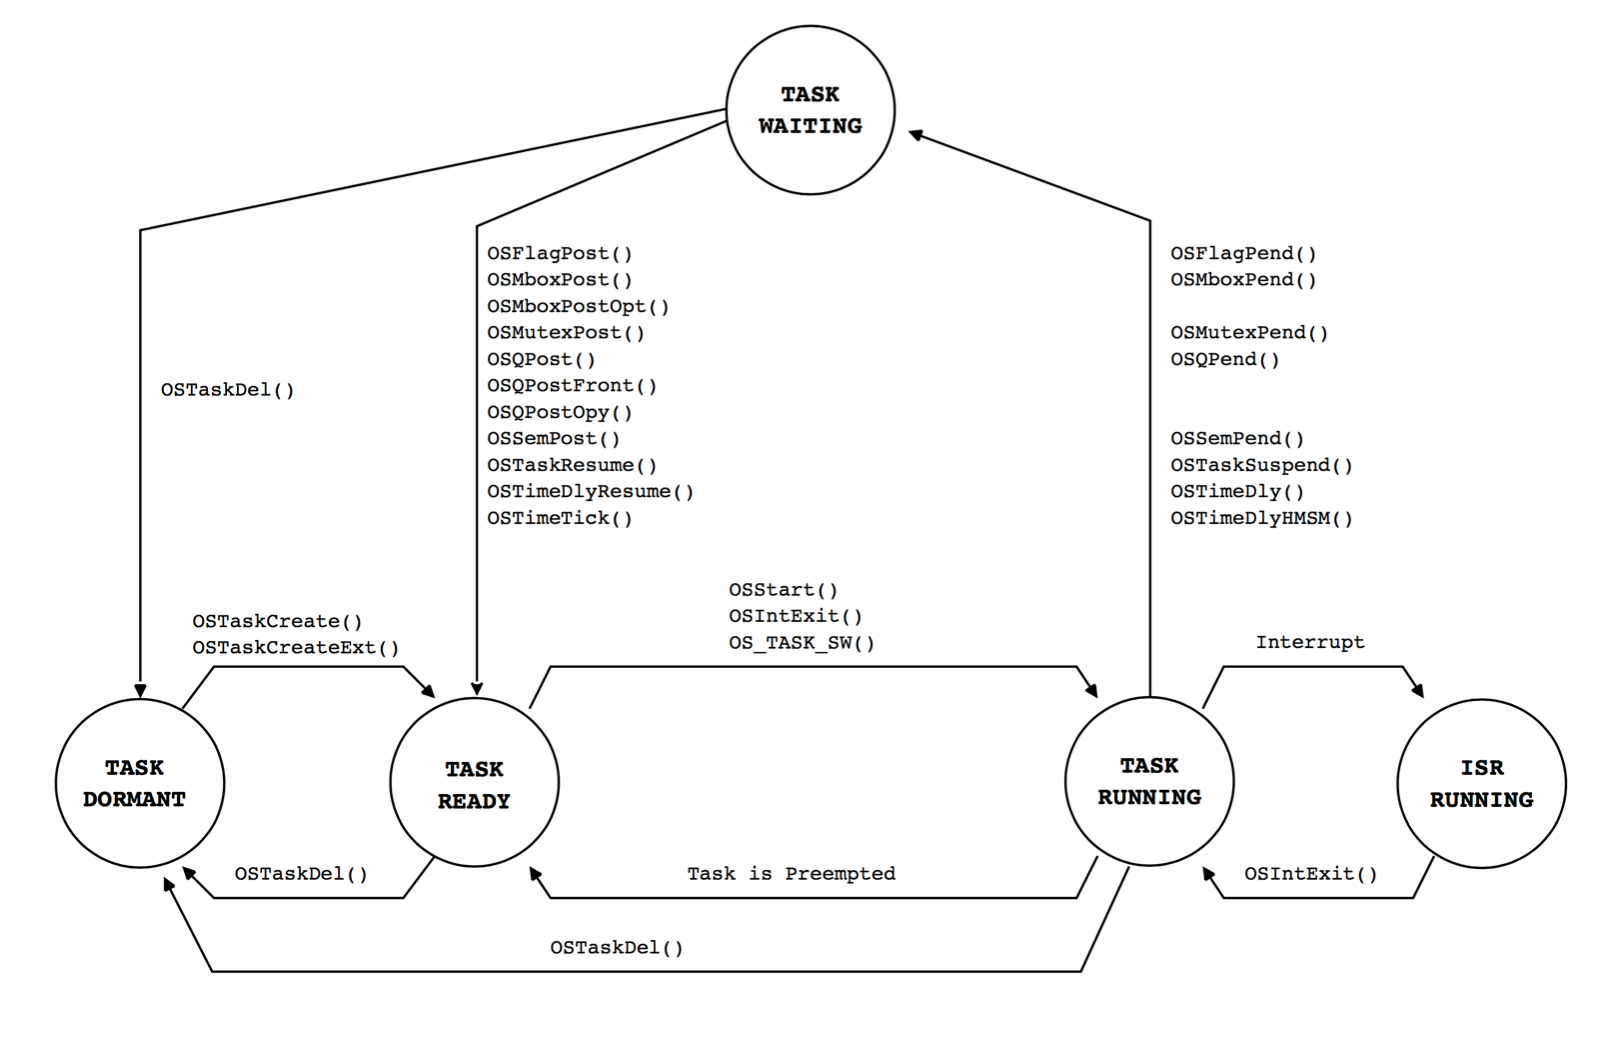 TASK
WAITING
OSFlagPost()
OSMboxPost()
OSMboxPostOpt()
OSMutexPost()
OSQPost()
OSQPostFront()
OSQPostOpy()
OSSemPost()
OSTaskResume()
OSTimeDlyResume()
OSTimeTick()
OSFlagPend()
OSMboxPend()
OSMutexPend()
OSQPend()
OSSemPend()
OSTaskSuspend()
OSTimeDly()
OSTimeDlyHMSM()
OSTaskDel()
OSTaskCreate()
OSTaskCreateExt()
OSStart()
OSIntExit()
OS_TASK_SW()
Interrupt
TASK
DORMANT
TASK
READY
TASK
RUNNING
ISR
RUNNING
OSTaskDel()
Task is Preempted
OSIntExit()
OSTaskDel()